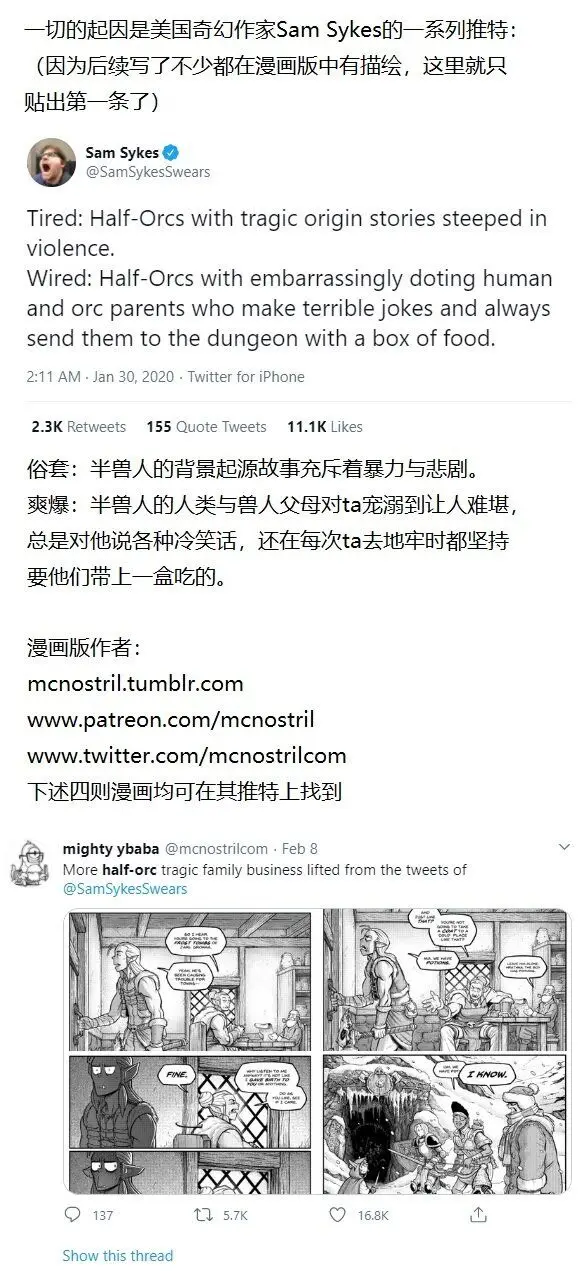 一切的起因是美国奇幻作家Sam Sykes的一系列推特：
（因为后续写了不少都在漫画版中有描绘，这里就只
贴出第一条了）
Sam Sykes
@SamSykesSwears
Tired: Half-Orcs with tragic origin stories steeped in
violence.
Wired: Half-Orcs with embarrassingly doting human
and orc parents who make terrible jokes and always
send them to the dungeon with a box of food.
2:11 AM · Jan 30, 2020 · Twitter for iPhone
2.3K Retweets 155 Quote Tweets 11.1K Likes
俗套：半兽人的背景起源故事充斥着暴力与悲剧。
爽爆：半兽人的人类与兽人父母对ta宠溺到让人难堪，
总是对他说各种冷笑话，还在每次ta去地牢时都坚持
要他们带上一盒吃的。
漫画版作者：
mcnostril.tumblr.com
www.patreon.com/mcnostril
www.twitter.com/mcnostrilcom
下述四则漫画均可在其推特上找到
mighty ybaba @mcnostrilcom · Feb 8
More half-orc tragic family business lifted from the tweets of
@SamSykesSwears
SO I HEAR
YOU'RE GOING TO THE
FROST TOMBS OF
YEAH, HE'S
BEEN CAUSING
TROUBLE FOR
TOWNS.
AND
JUST LIKE
THAT?
YOU'RE NOT
GOING TO TAKE
A COAT TO A
COLD PLACE
LIKE THAT?
MA, WE HAVE
POTIONS.
FINE.
WHY LISTEN TO ME
ANYWAY? IT'S NOT LIKE
I GAVE BIRTH TO
YOU OR ANYTHING.
DO AS
YOU LIKE, SEE
IF I CARE.
I KNOW.
137 5.7K 16.8K
Show this thread